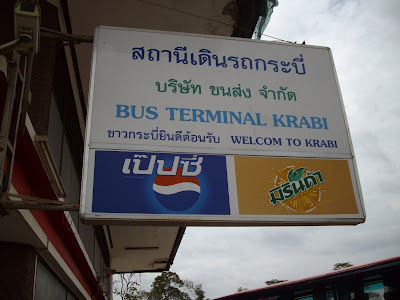 สถานีเดินรถกระบี่
บริษัท ขนส่ง จำกัด
BUS TERMINAL KRABI
ชาวกระบี่ยินดีต้อนรับ WELCOM TO KRABI
เป๊ปซี่
มิรินด้า